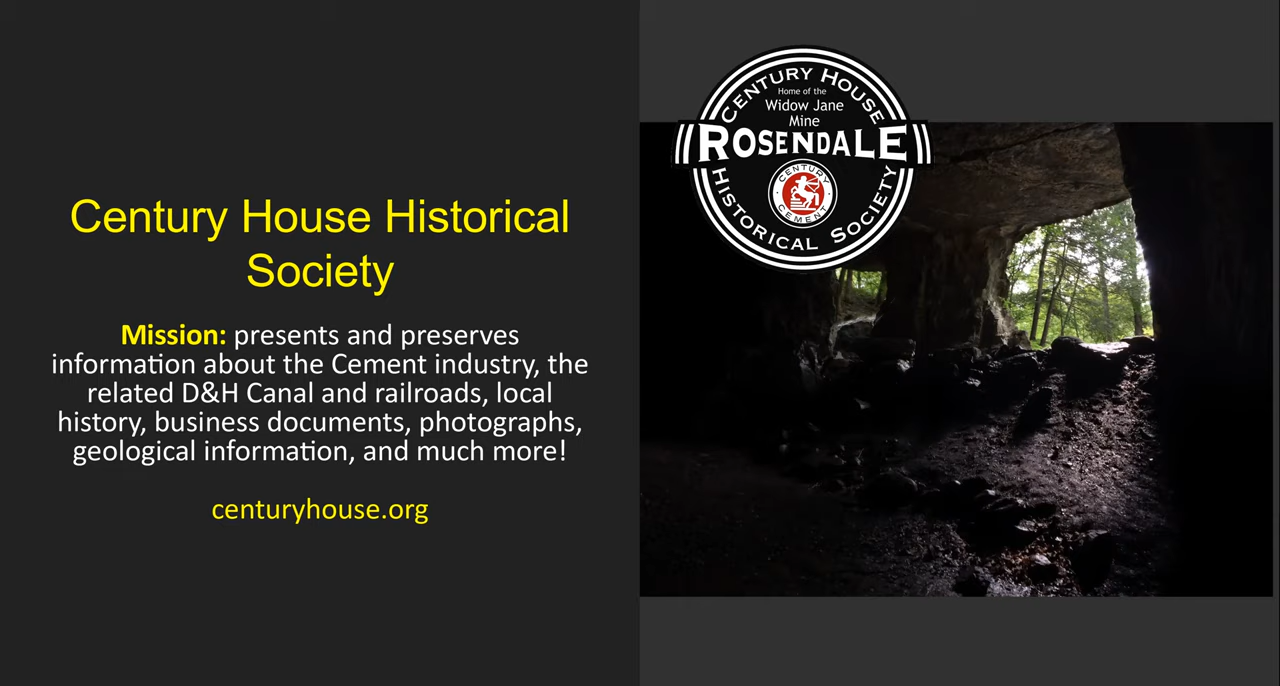 Century House Historical
Society
Mission: presents and preserves
information about the Cement industry, the
related D&H Canal and railroads, local
history, business documents, photographs,
geological information, and much more!
centuryhouse.org
CENTURY HOUSE
Home of the
Widow Jane
Mine
ROSENDALE
CENTURY
CEMENT
HISTORICAL SOCIETY